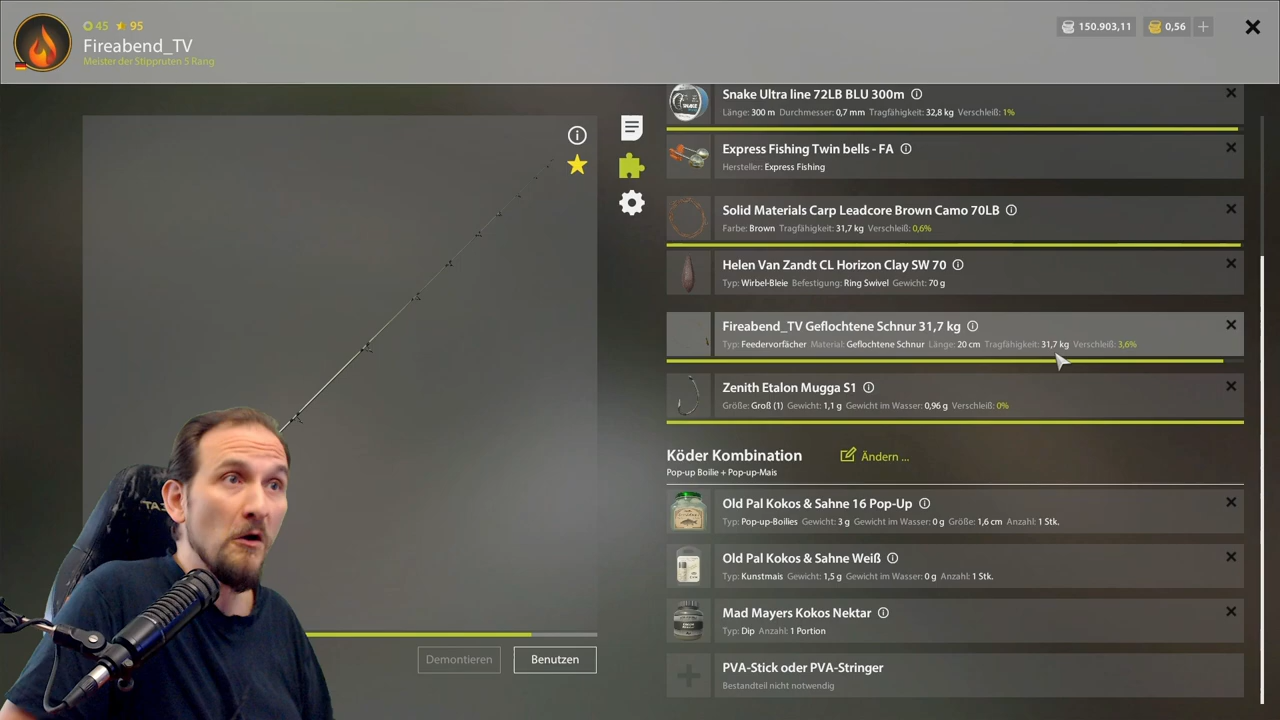 45 95
Fireabend_TV
Meister der Stippruten 5 Rang
150.903,11
0,56
Snake Ultra line 72LB BLU 300m
Länge: 300 m Durchmesser: 0,7 mm Tragfähigkeit: 32,8 kg Verschleiß: 1%
Express Fishing Twin bells - FA
Hersteller: Express Fishing
Solid Materials Carp Leadcore Brown Camo 70LB
Farbe: Brown Tragfähigkeit: 31,7 kg Verschleiß: 0,6%
Helen Van Zandt CL Horizon Clay SW 70
Typ: Wirbel-Bleie Befestigung: Ring Swivel Gewicht: 70 g
Fireabend_TV Geflochtene Schnur 31,7 kg
Typ: Feedervorfächer Material: Geflochtene Schnur Länge: 20 cm Tragfähigkeit: 31,7 kg Verschleiß: 3,6%
Zenith Etalon Mugga S1
Größe: Groß (1) Gewicht: 1,1 g Gewicht im Wasser: 0,96 g Verschleiß: 0%
Köder Kombination
Ändern ...
Pop-up Boilie + Pop-up-Mais
Old Pal Kokos & Sahne 16 Pop-Up
Typ: Pop-up-Boilies Gewicht: 3 g Gewicht im Wasser: 0 g Größe: 1,6 cm Anzahl: 1 Stk.
Old Pal Kokos & Sahne Weiß
Typ: Kunstmais Gewicht: 1,5 g Gewicht im Wasser: 0 g Anzahl: 1 Stk.
Mad Mayers Kokos Nektar
Typ: Dip Anzahl: 1 Portion
PVA-Stick oder PVA-Stringer
Bestandteil nicht notwendig
Demontieren
Benutzen